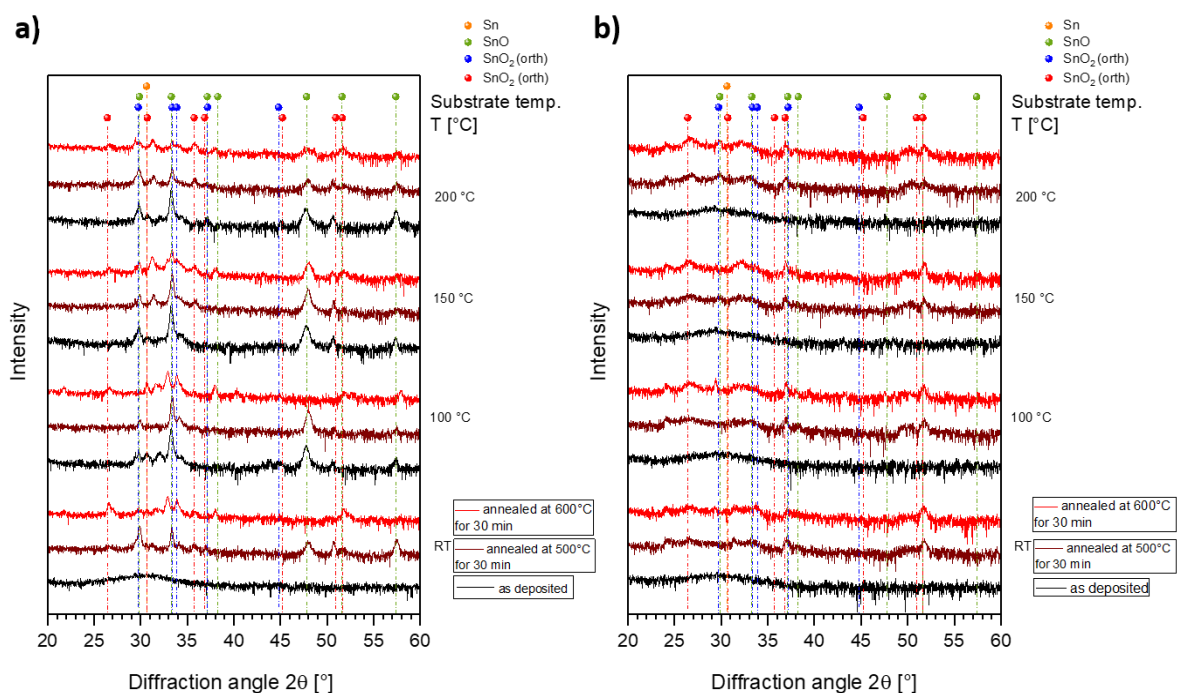 a)
Sn
SnO
SnO₂ (orth)
SnO₂ (orth)
Substrate temp.
T [°C]
200 °C
150 °C
100 °C
RT
annealed at 600°C
for 30 min
annealed at 500°C
for 30 min
as deposited
Intensity
20 25 30 35 40 45 50 55 60
Diffraction angle 2θ [°]
b)
Sn
SnO
SnO₂ (orth)
SnO₂ (orth)
Substrate temp.
T [°C]
200 °C
150 °C
100 °C
RT
annealed at 600°C
for 30 min
annealed at 500°C
for 30 min
as deposited
Intensity
20 25 30 35 40 45 50 55 60
Diffraction angle 2θ [°]